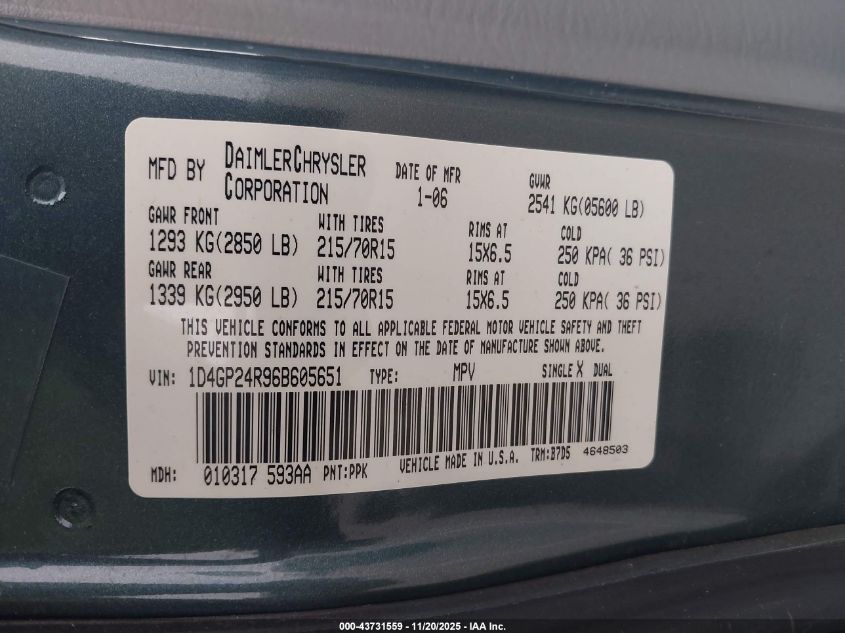 MFD BY DAIMLERCHRYSLER CORPORATION DATE OF MFR 1-06 GVWR 2541 KG(05600 LB)
GAWR FRONT WITH TIRES RIMS AT COLD
1293 KG(2850 LB) 215/70R15 15X6.5 250 KPA( 36 PSI)
GAWR REAR WITH TIRES RIMS AT COLD
1339 KG(2950 LB) 215/70R15 15X6.5 250 KPA( 36 PSI)
THIS VEHICLE CONFORMS TO ALL APPLICABLE FEDERAL MOTOR VEHICLE SAFETY AND THEFT
PREVENTION STANDARDS IN EFFECT ON THE DATE OF MANUFACTURE SHOWN ABOVE.
VIN: 1D4GP24R96B605651 TYPE: MPV SINGLE X DUAL
MDH: 010317 593AA PNT:PPK VEHICLE MADE IN U.S.A. TRM:B7D5 4648503
000-43731559 - 11/20/2025 - IAA Inc.